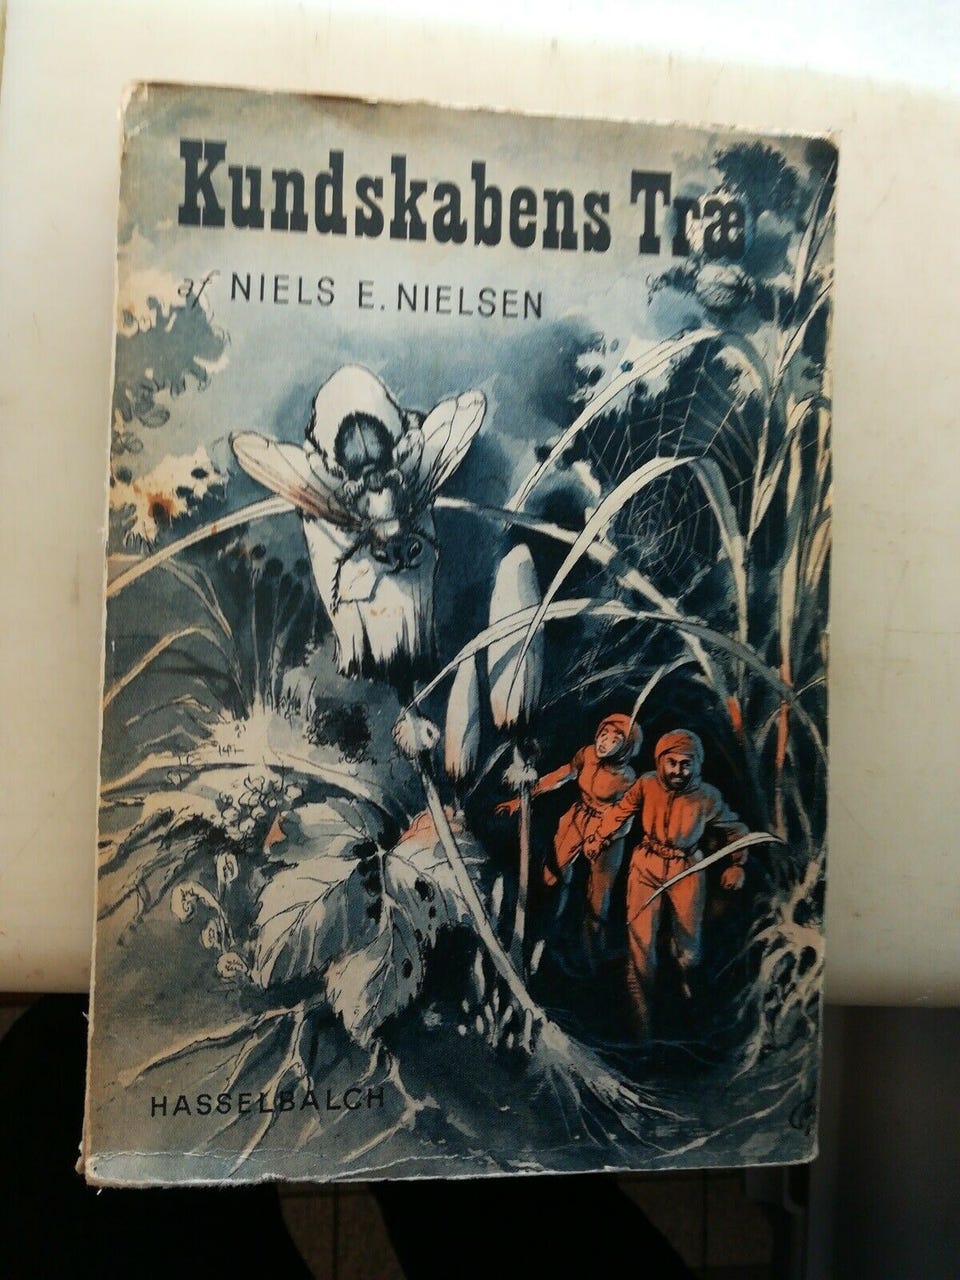 Kundskabens Træ
af NIELS E. NIELSEN
HASSELBALCH